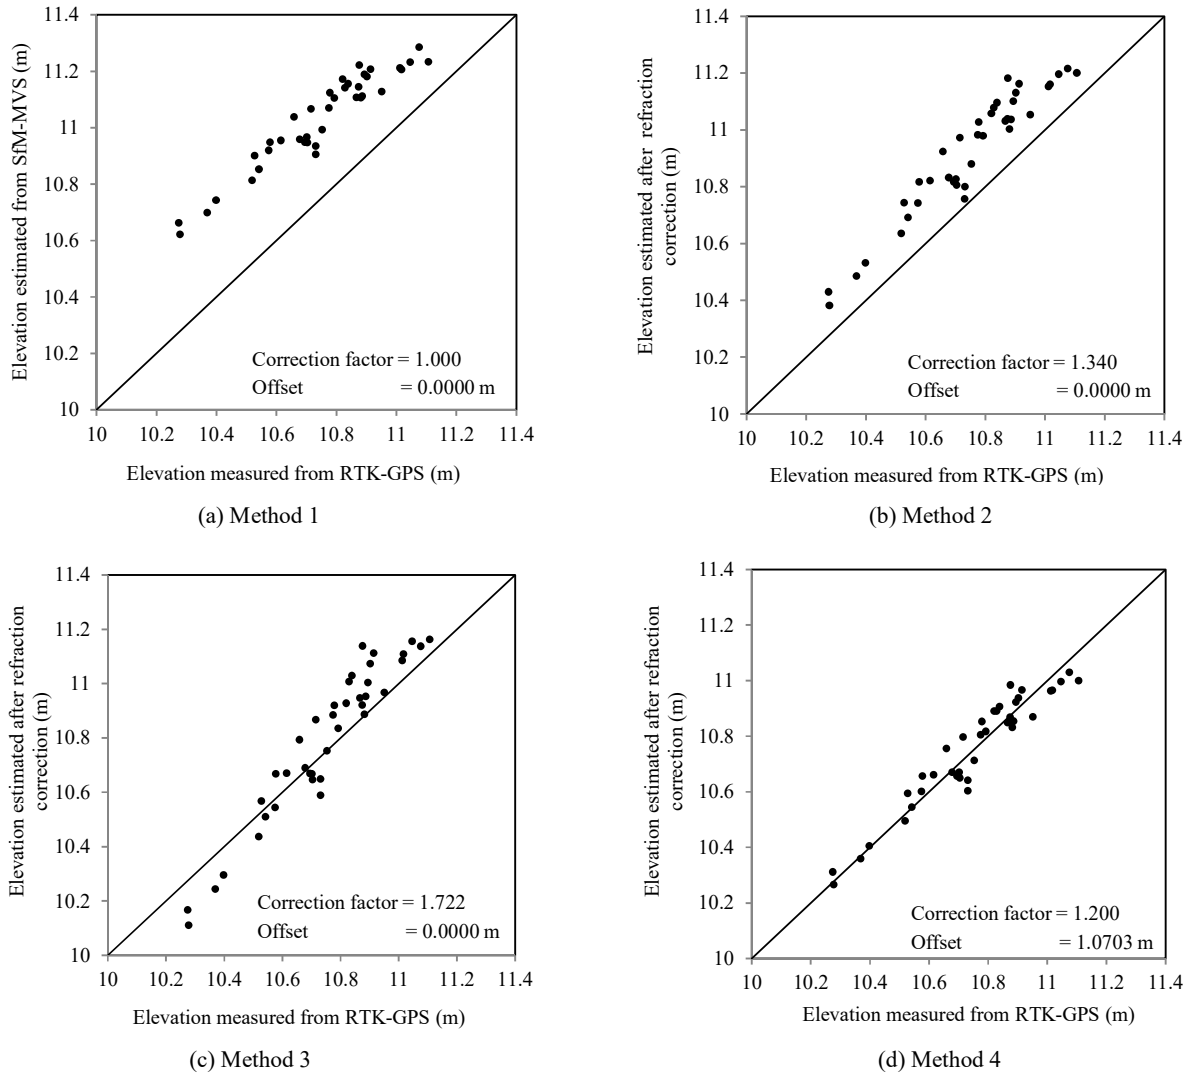 11.4
11.2
11
10.8
10.6
10.4
10.2
10
Elevation estimated from SfM-MVS (m)
Correction factor = 1.000
Offset = 0.0000 m
10 10.2 10.4 10.6 10.8 11 11.2 11.4
Elevation measured from RTK-GPS (m)
(a) Method 1
11.4
11.2
11
10.8
10.6
10.4
10.2
10
Elevation estimated after refraction
correction (m)
Correction factor = 1.340
Offset = 0.0000 m
10 10.2 10.4 10.6 10.8 11 11.2 11.4
Elevation measured from RTK-GPS (m)
(b) Method 2
11.4
11.2
11
10.8
10.6
10.4
10.2
10
Elevation estimated after refraction
correction (m)
Correction factor = 1.722
Offset = 0.0000 m
10 10.2 10.4 10.6 10.8 11 11.2 11.4
Elevation measured from RTK-GPS (m)
(c) Method 3
11.4
11.2
11
10.8
10.6
10.4
10.2
10
Elevation estimated after refraction
correction (m)
Correction factor = 1.200
Offset = 1.0703 m
10 10.2 10.4 10.6 10.8 11 11.2 11.4
Elevation measured from RTK-GPS (m)
(d) Method 4